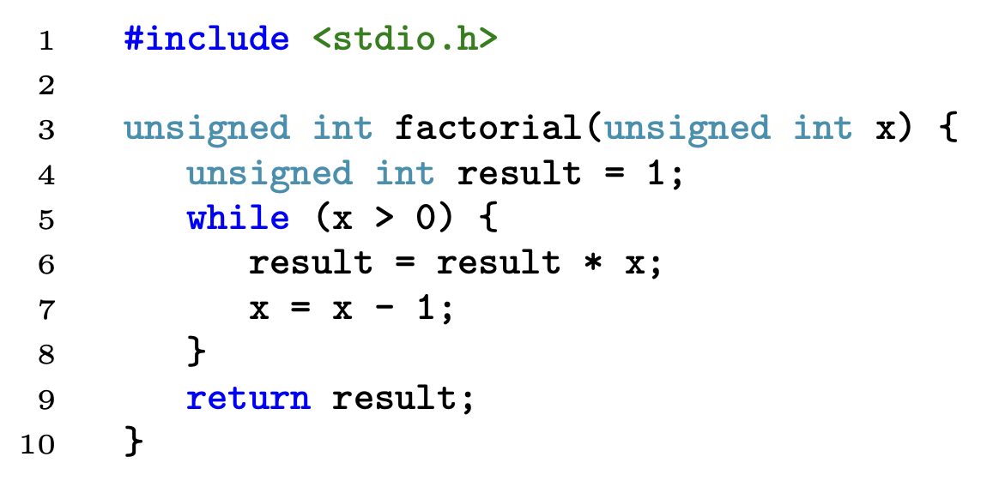 1 #include <stdio.h>
2
3 unsigned int factorial(unsigned int x) {
4 unsigned int result = 1;
5 while (x > 0) {
6 result = result * x;
7 x = x - 1;
8 }
9 return result;
10 }